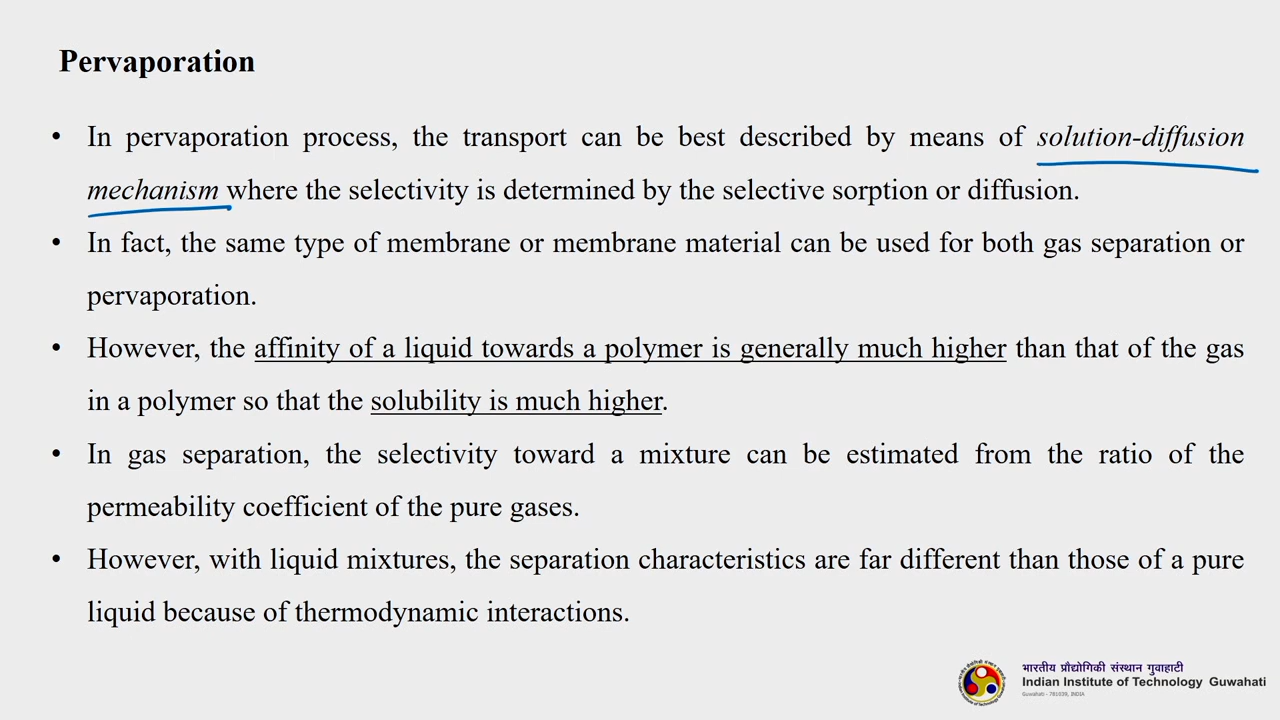 Pervaporation
• In pervaporation process, the transport can be best described by means of solution-diffusion
mechanism where the selectivity is determined by the selective sorption or diffusion.
• In fact, the same type of membrane or membrane material can be used for both gas separation or
pervaporation.
• However, the affinity of a liquid towards a polymer is generally much higher than that of the gas
in a polymer so that the solubility is much higher.
• In gas separation, the selectivity toward a mixture can be estimated from the ratio of the
permeability coefficient of the pure gases.
• However, with liquid mixtures, the separation characteristics are far different than those of a pure
liquid because of thermodynamic interactions.
भारतीय प्रौद्योगिकी संस्थान गुवाहाटी
Indian Institute of Technology Guwahati
Guwahati - 781039, INDIA